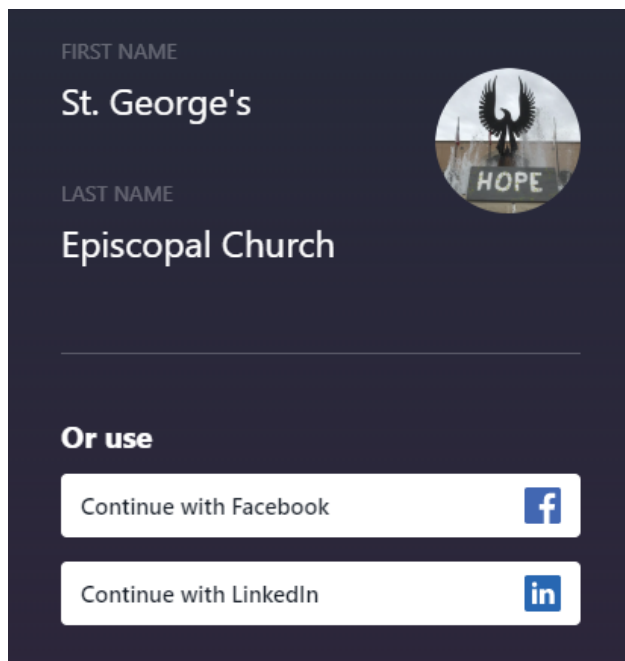 FIRST NAME
St. George's
HOPE
LAST NAME
Episcopal Church
Or use
Continue with Facebook
f
Continue with LinkedIn
in